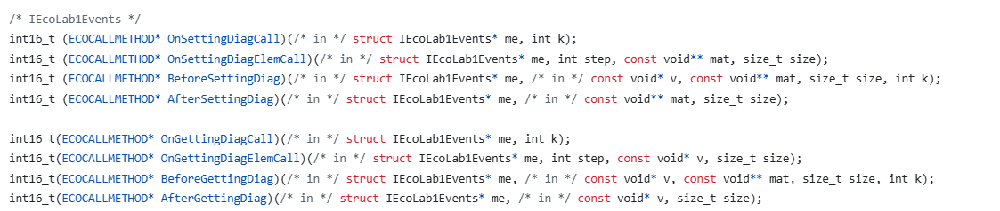 /* IEcoLab1Events */
int16_t (ECOCALLMETHOD* OnSettingDiagCall)(/* in */ struct IEcoLab1Events* me, int k);
int16_t (ECOCALLMETHOD* OnSettingDiagElemCall)(/* in */ struct IEcoLab1Events* me, int step, const void** mat, size_t size);
int16_t (ECOCALLMETHOD* BeforeSettingDiag)(/* in */ struct IEcoLab1Events* me, /* in */ const void* v, const void** mat, size_t size, int k);
int16_t (ECOCALLMETHOD* AfterSettingDiag)(/* in */ struct IEcoLab1Events* me, /* in */ const void** mat, size_t size);
int16_t(ECOCALLMETHOD* OnGettingDiagCall)(/* in */ struct IEcoLab1Events* me, int k);
int16_t(ECOCALLMETHOD* OnGettingDiagElemCall)(/* in */ struct IEcoLab1Events* me, int step, const void* v, size_t size);
int16_t(ECOCALLMETHOD* BeforeGettingDiag)(/* in */ struct IEcoLab1Events* me, /* in */ const void* v, const void** mat, size_t size, int k);
int16_t(ECOCALLMETHOD* AfterGettingDiag)(/* in */ struct IEcoLab1Events* me, /* in */ const void* v, size_t size);